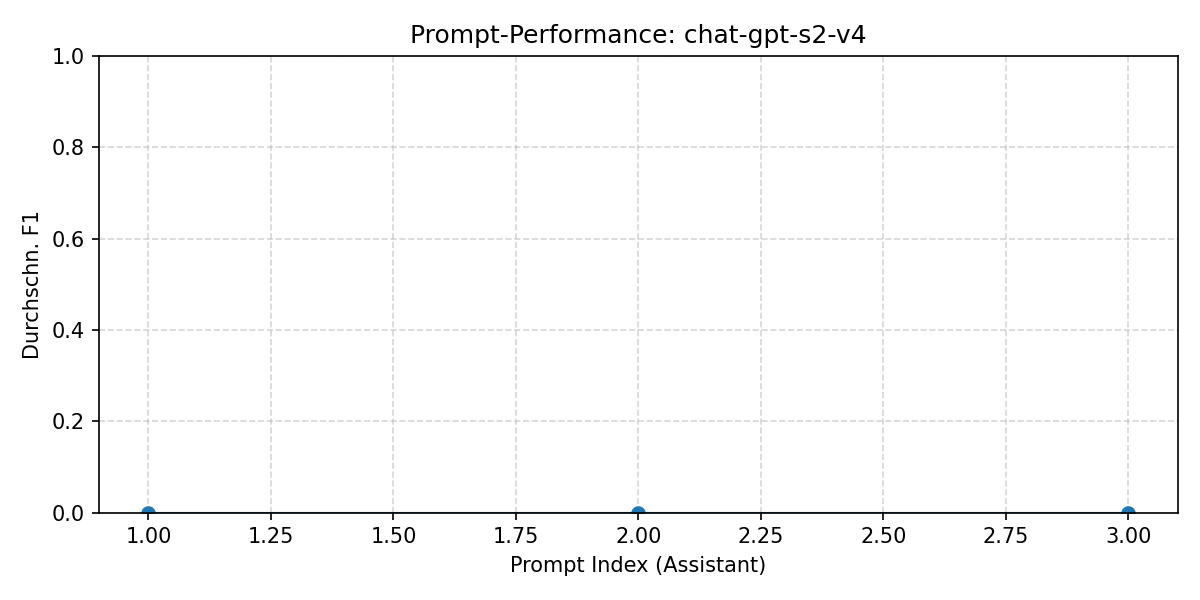 Prompt-Performance: chat-gpt-s2-v4
1.0
0.8
0.6
0.4
0.2
0.0
Durchschn. F1
1.00 1.25 1.50 1.75 2.00 2.25 2.50 2.75 3.00
Prompt Index (Assistant)